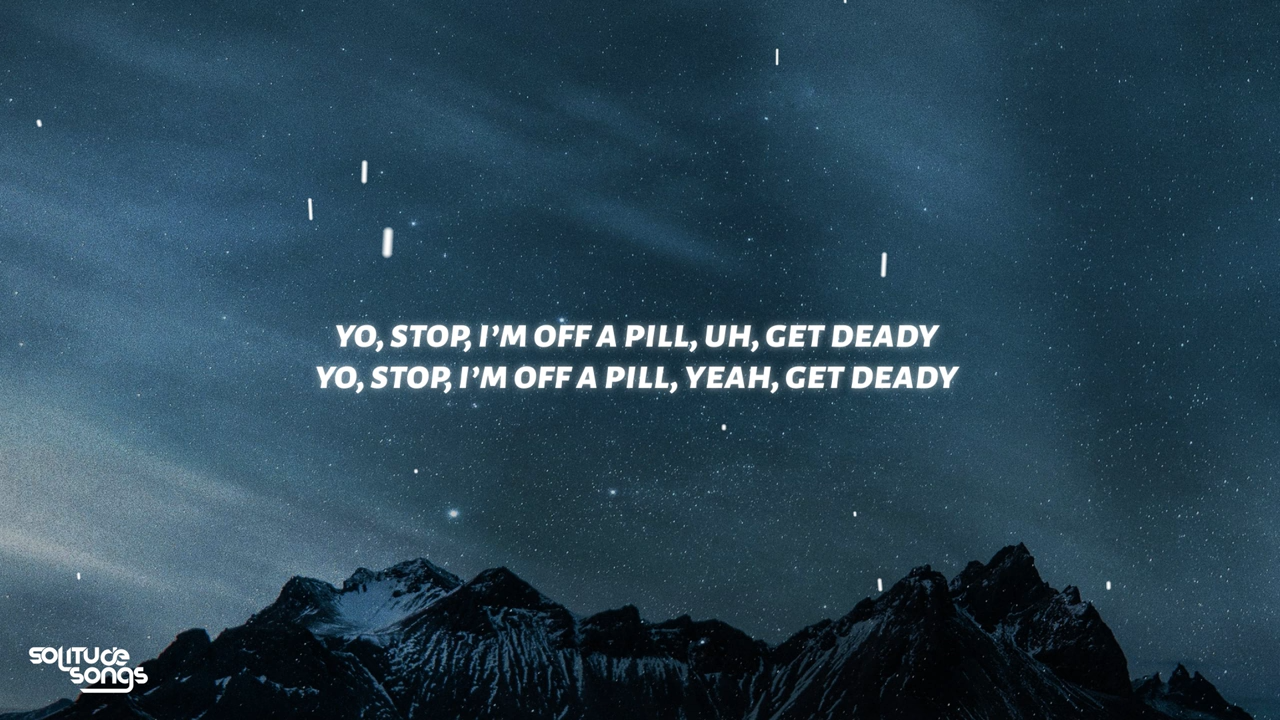 YO, STOP, I'M OFF A PILL, UH, GET DEADY
YO, STOP, I'M OFF A PILL, YEAH, GET DEADY
solitude
songs